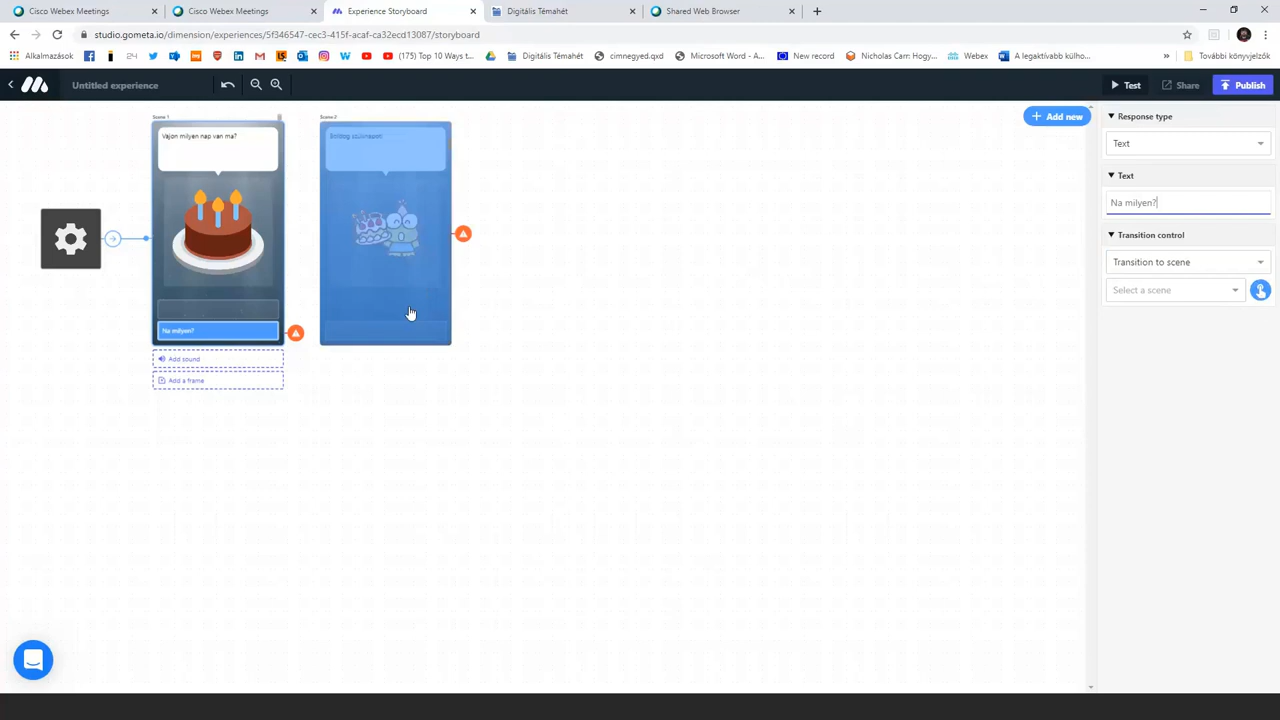 Cisco Webex Meetings
Cisco Webex Meetings
Experience Storyboard
Digitális Témahét
Shared Web Browser
studio.gometa.io/dimension/experiences/5f346547-cec3-415f-acaf-ca32ecd13087/storyboard
Alkalmazások
24
(175) Top 10 Ways t...
Digitális Témahét
cimnegyed.qxd
Microsoft Word - A...
New record
Nicholas Carr: Hogy...
Webex
A legaktívabb külho...
»
További könyvjelzők
Untitled experience
Test
Share
Publish
Scene 1
Scene 2
Add new
Vajon milyen nap van ma?
Boldog szülinapot!
Na milyen?
Add sound
Add a frame
Response type
Text
Text
Na milyen?
Transition control
Transition to scene
Select a scene